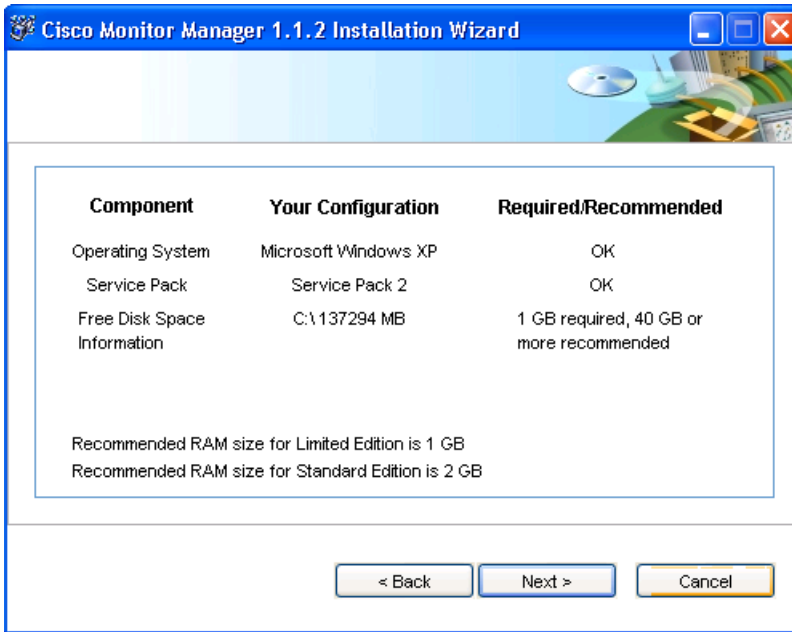 Cisco Monitor Manager 1.1.2 Installation Wizard
Component Your Configuration Required/Recommended
Operating System Microsoft Windows XP OK
Service Pack Service Pack 2 OK
Free Disk Space Information C:\ 137294 MB 1 GB required, 40 GB or more recommended
Recommended RAM size for Limited Edition is 1 GB
Recommended RAM size for Standard Edition is 2 GB
< Back Next > Cancel